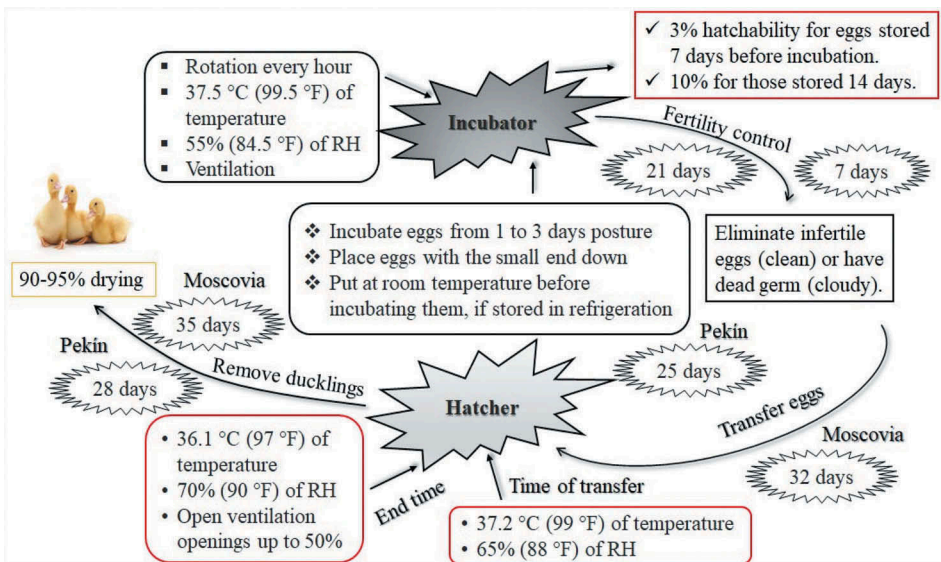 ✓ 3% hatchability for eggs stored
7 days before incubation.
✓ 10% for those stored 14 days.
▪ Rotation every hour
▪ 37.5 °C (99.5 °F) of
temperature
▪ 55% (84.5 °F) of RH
▪ Ventilation
Incubator
Fertility control
21 days
7 days
❖ Incubate eggs from 1 to 3 days posture
❖ Place eggs with the small end down
❖ Put at room temperature before
incubating them, if stored in refrigeration
Eliminate infertile
eggs (clean) or have
dead germ (cloudy).
90-95% drying
Moscovia
35 days
Pekín
28 days
Remove ducklings
Hatcher
Pekín
25 days
Transfer eggs
Moscovia
32 days
• 36.1 °C (97 °F) of
temperature
• 70% (90 °F) of RH
• Open ventilation
openings up to 50%
End time
Time of transfer
• 37.2 °C (99 °F) of temperature
• 65% (88 °F) of RH